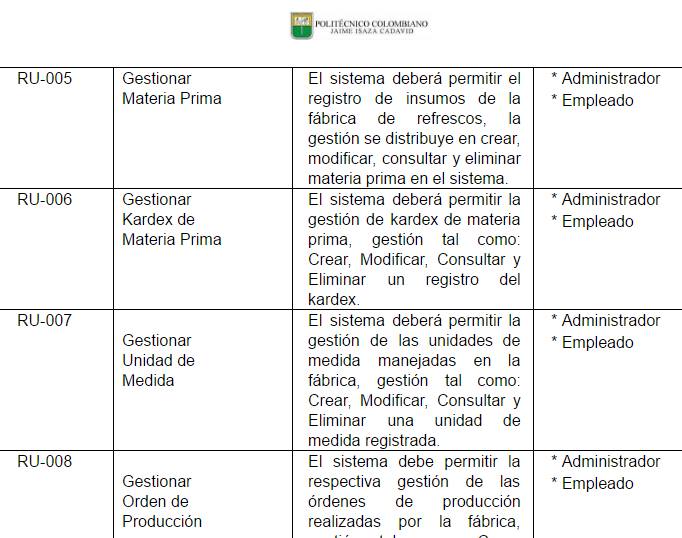 POLITÉCNICO COLOMBIANO
JAIME ISAZA CADAVID
RU-005
Gestionar
Materia Prima
El sistema deberá permitir el
registro de insumos de la
fábrica de refrescos, la
gestión se distribuye en crear,
modificar, consultar y eliminar
materia prima en el sistema.
* Administrador
* Empleado
RU-006
Gestionar
Kardex de
Materia Prima
El sistema deberá permitir la
gestión de kardex de materia
prima, gestión tal como:
Crear, Modificar, Consultar y
Eliminar un registro del
kardex.
* Administrador
* Empleado
RU-007
Gestionar
Unidad de
Medida
El sistema deberá permitir la
gestión de las unidades de
medida manejadas en la
fábrica, gestión tal como:
Crear, Modificar, Consultar y
Eliminar una unidad de
medida registrada.
* Administrador
* Empleado
RU-008
Gestionar
Orden de
Producción
El sistema debe permitir la
respectiva gestión de las
órdenes de producción
realizadas por la fábrica,
* Administrador
* Empleado